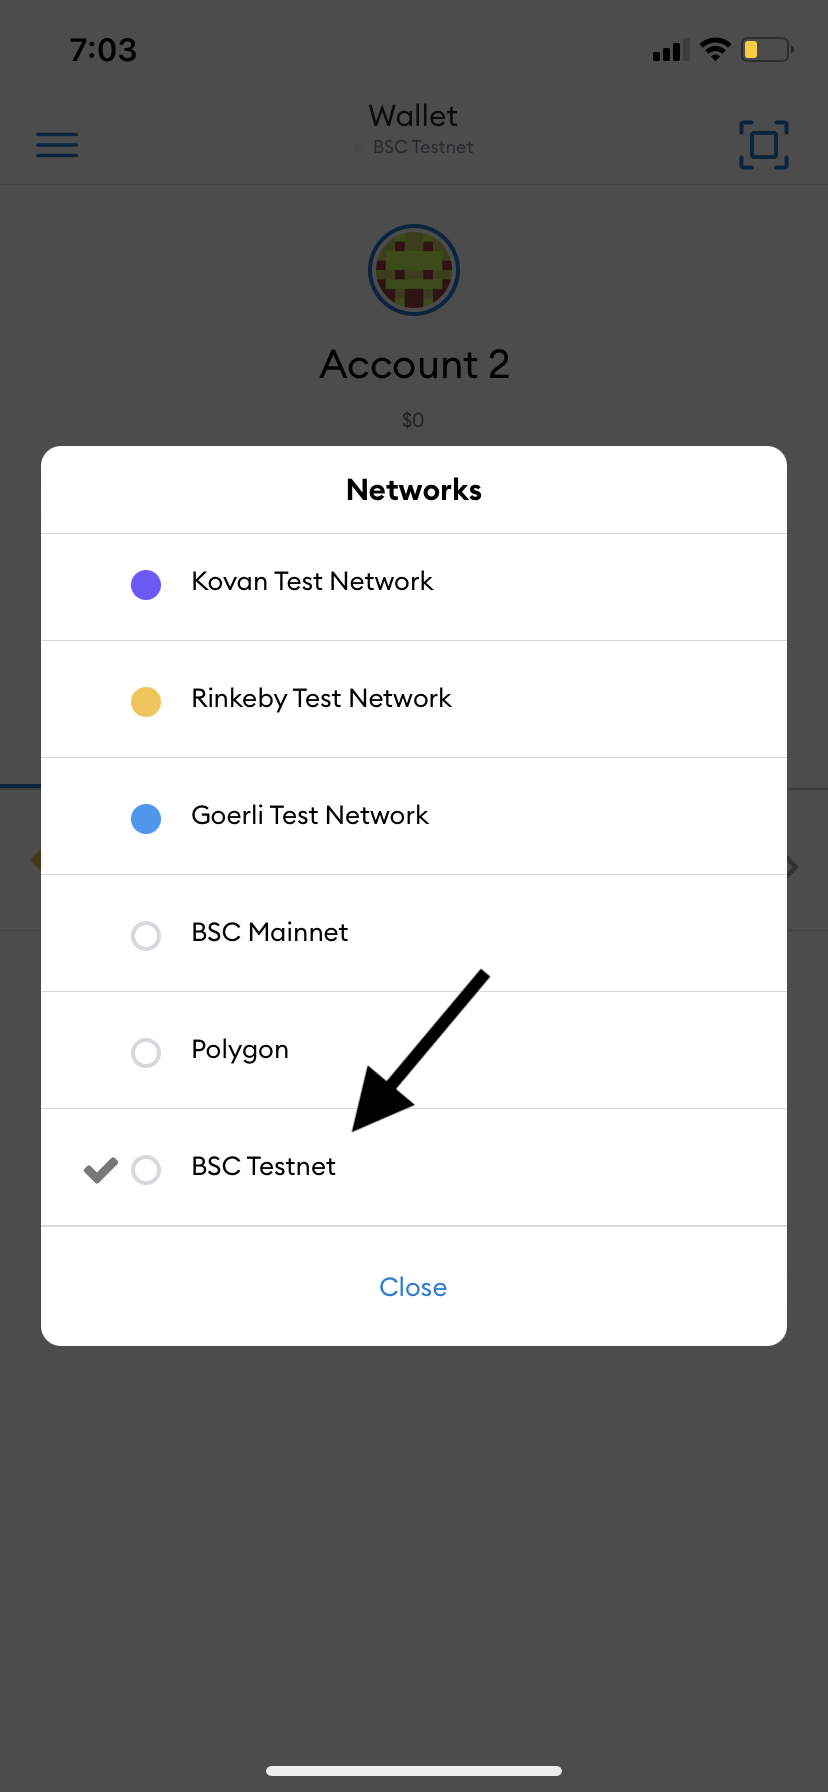 7:03
Wallet
BSC Testnet
Account 2
$0
Networks
Kovan Test Network
Rinkeby Test Network
Goerli Test Network
BSC Mainnet
Polygon
BSC Testnet
Close